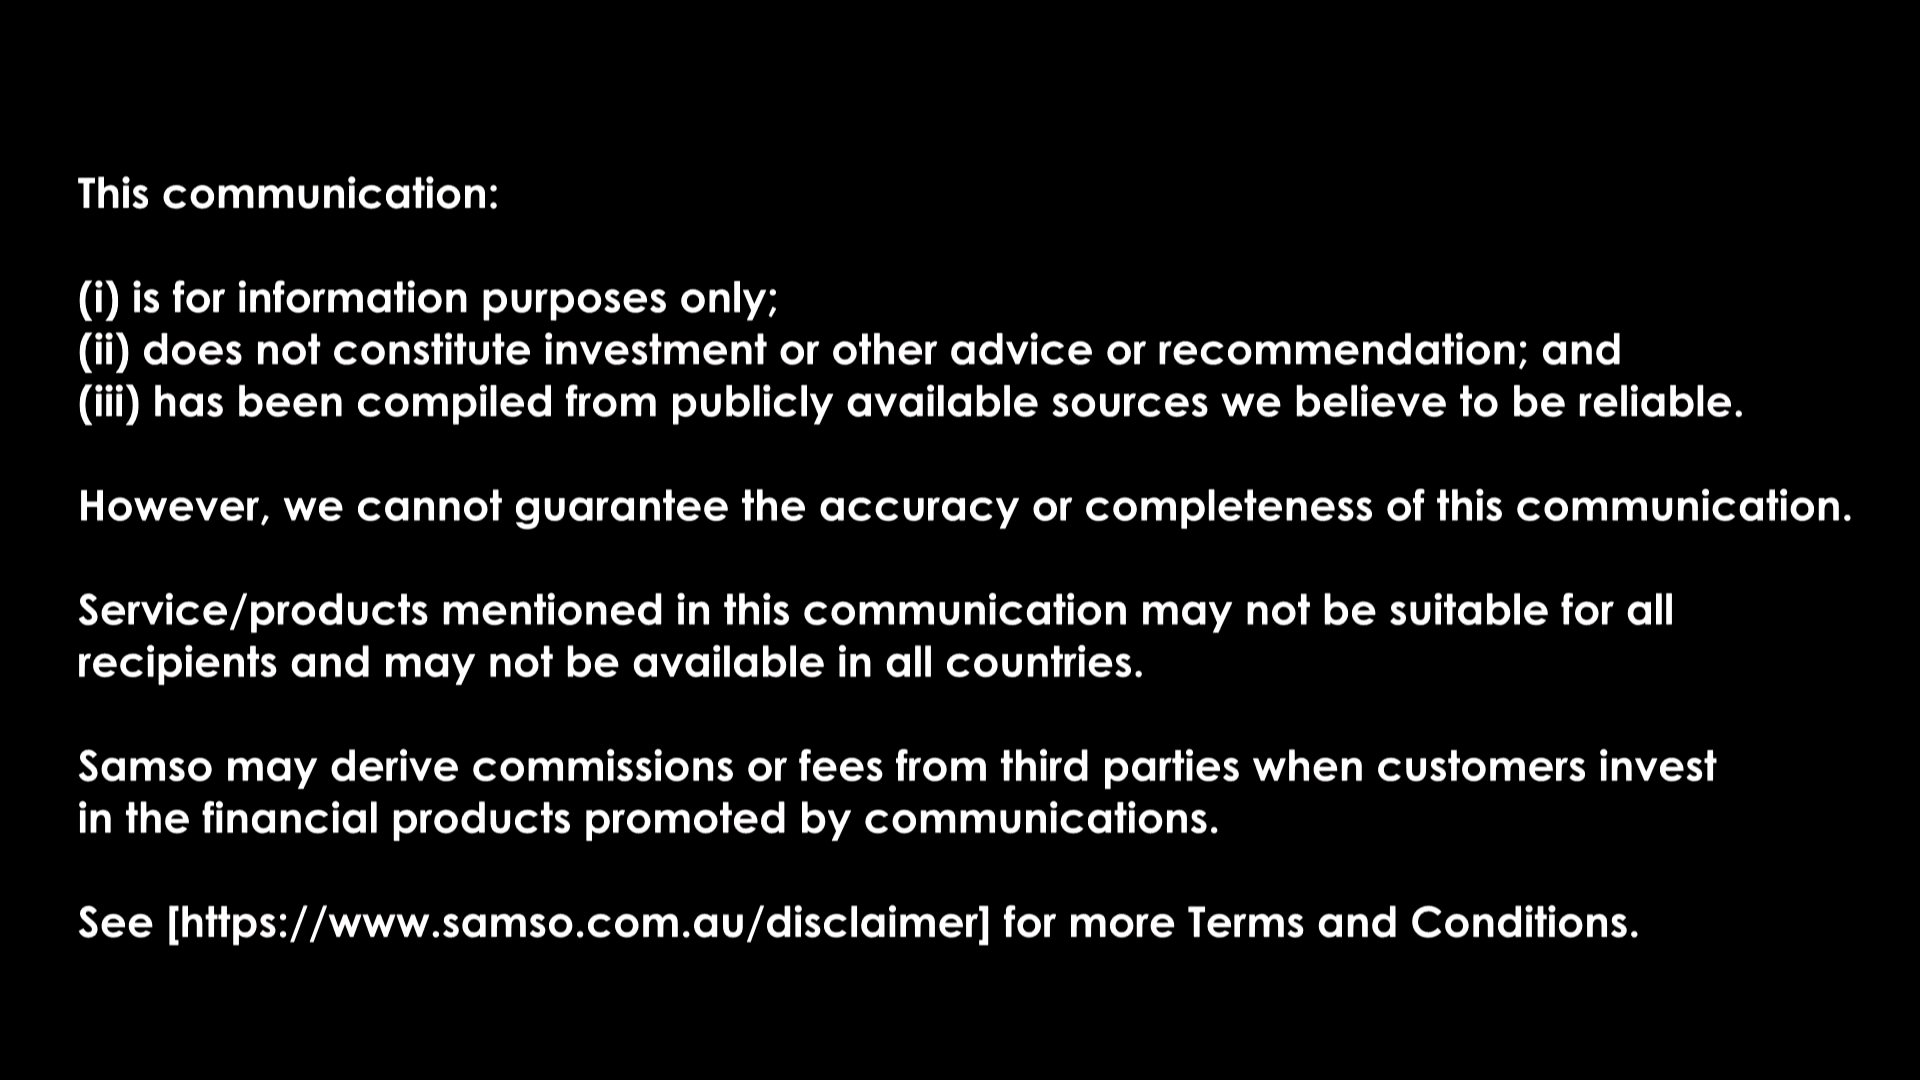 This communication:
(i) is for information purposes only;
(ii) does not constitute investment or other advice or recommendation; and
(iii) has been compiled from publicly available sources we believe to be reliable.
However, we cannot guarantee the accuracy or completeness of this communication.
Service/products mentioned in this communication may not be suitable for all
recipients and may not be available in all countries.
Samso may derive commissions or fees from third parties when customers invest
in the financial products promoted by communications.
See [https://www.samso.com.au/disclaimer] for more Terms and Conditions.